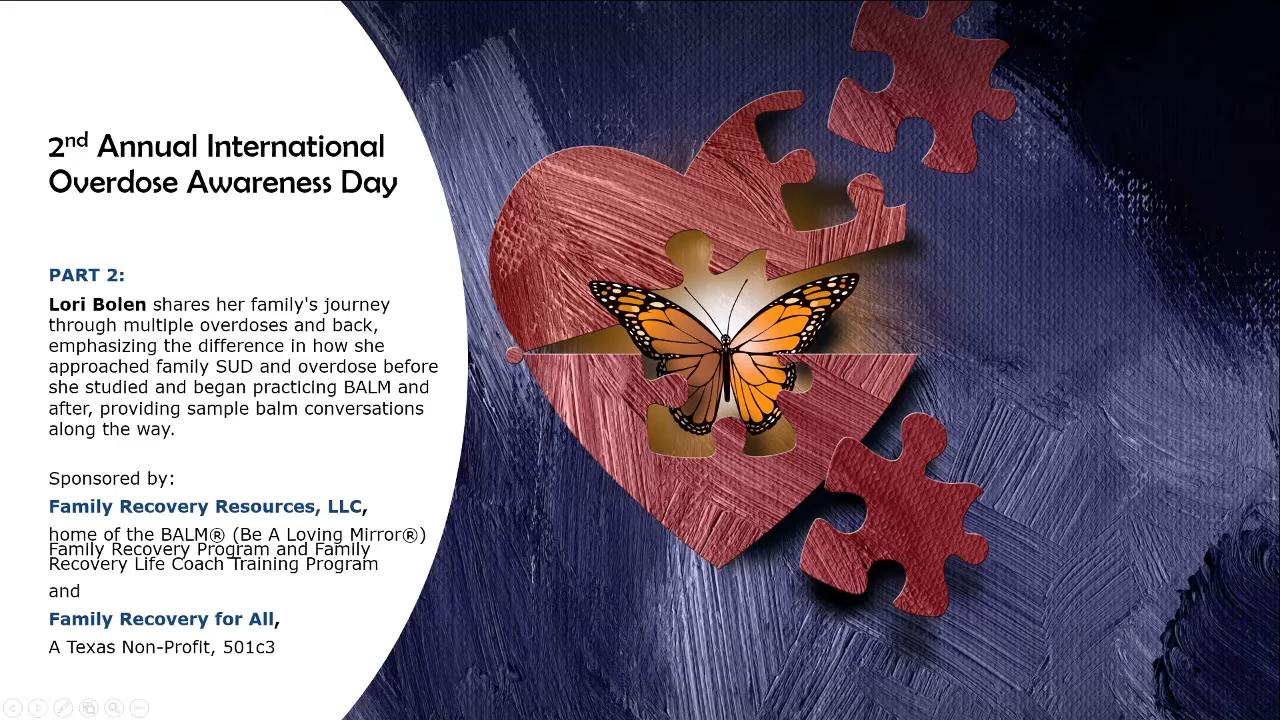 2nd Annual International
Overdose Awareness Day
PART 2:
Lori Bolen shares her family's journey
through multiple overdoses and back,
emphasizing the difference in how she
approached family SUD and overdose before
she studied and began practicing BALM and
after, providing sample balm conversations
along the way.
Sponsored by:
Family Recovery Resources, LLC,
home of the BALM® (Be A Loving Mirror®)
Family Recovery Program and Family
Recovery Life Coach Training Program
and
Family Recovery for All,
A Texas Non-Profit, 501c3